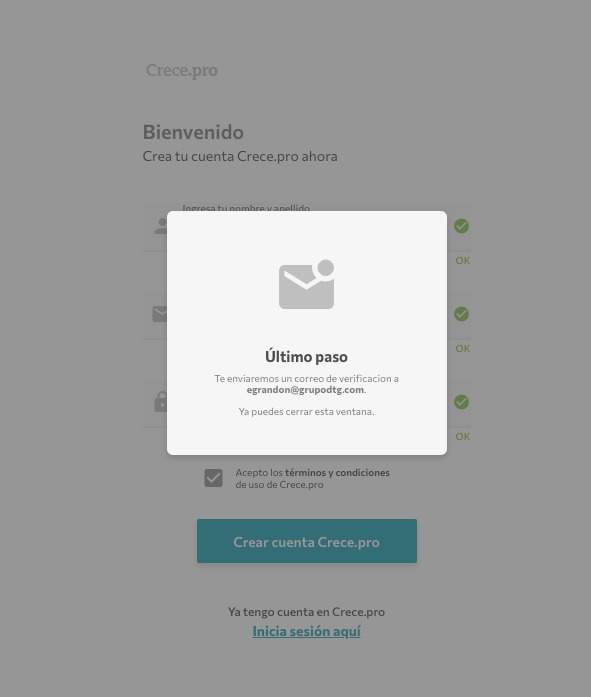 Crece.pro
Bienvenido
Crea tu cuenta Crece.pro ahora
Ingresa tu nombre y apellido
OK
OK
Último paso
Te enviaremos un correo de verificacion a
egrandon@grupodtg.com.
Ya puedes cerrar esta ventana.
OK
Acepto los términos y condiciones
de uso de Crece.pro
Crear cuenta Crece.pro
Ya tengo cuenta en Crece.pro
Inicia sesión aquí